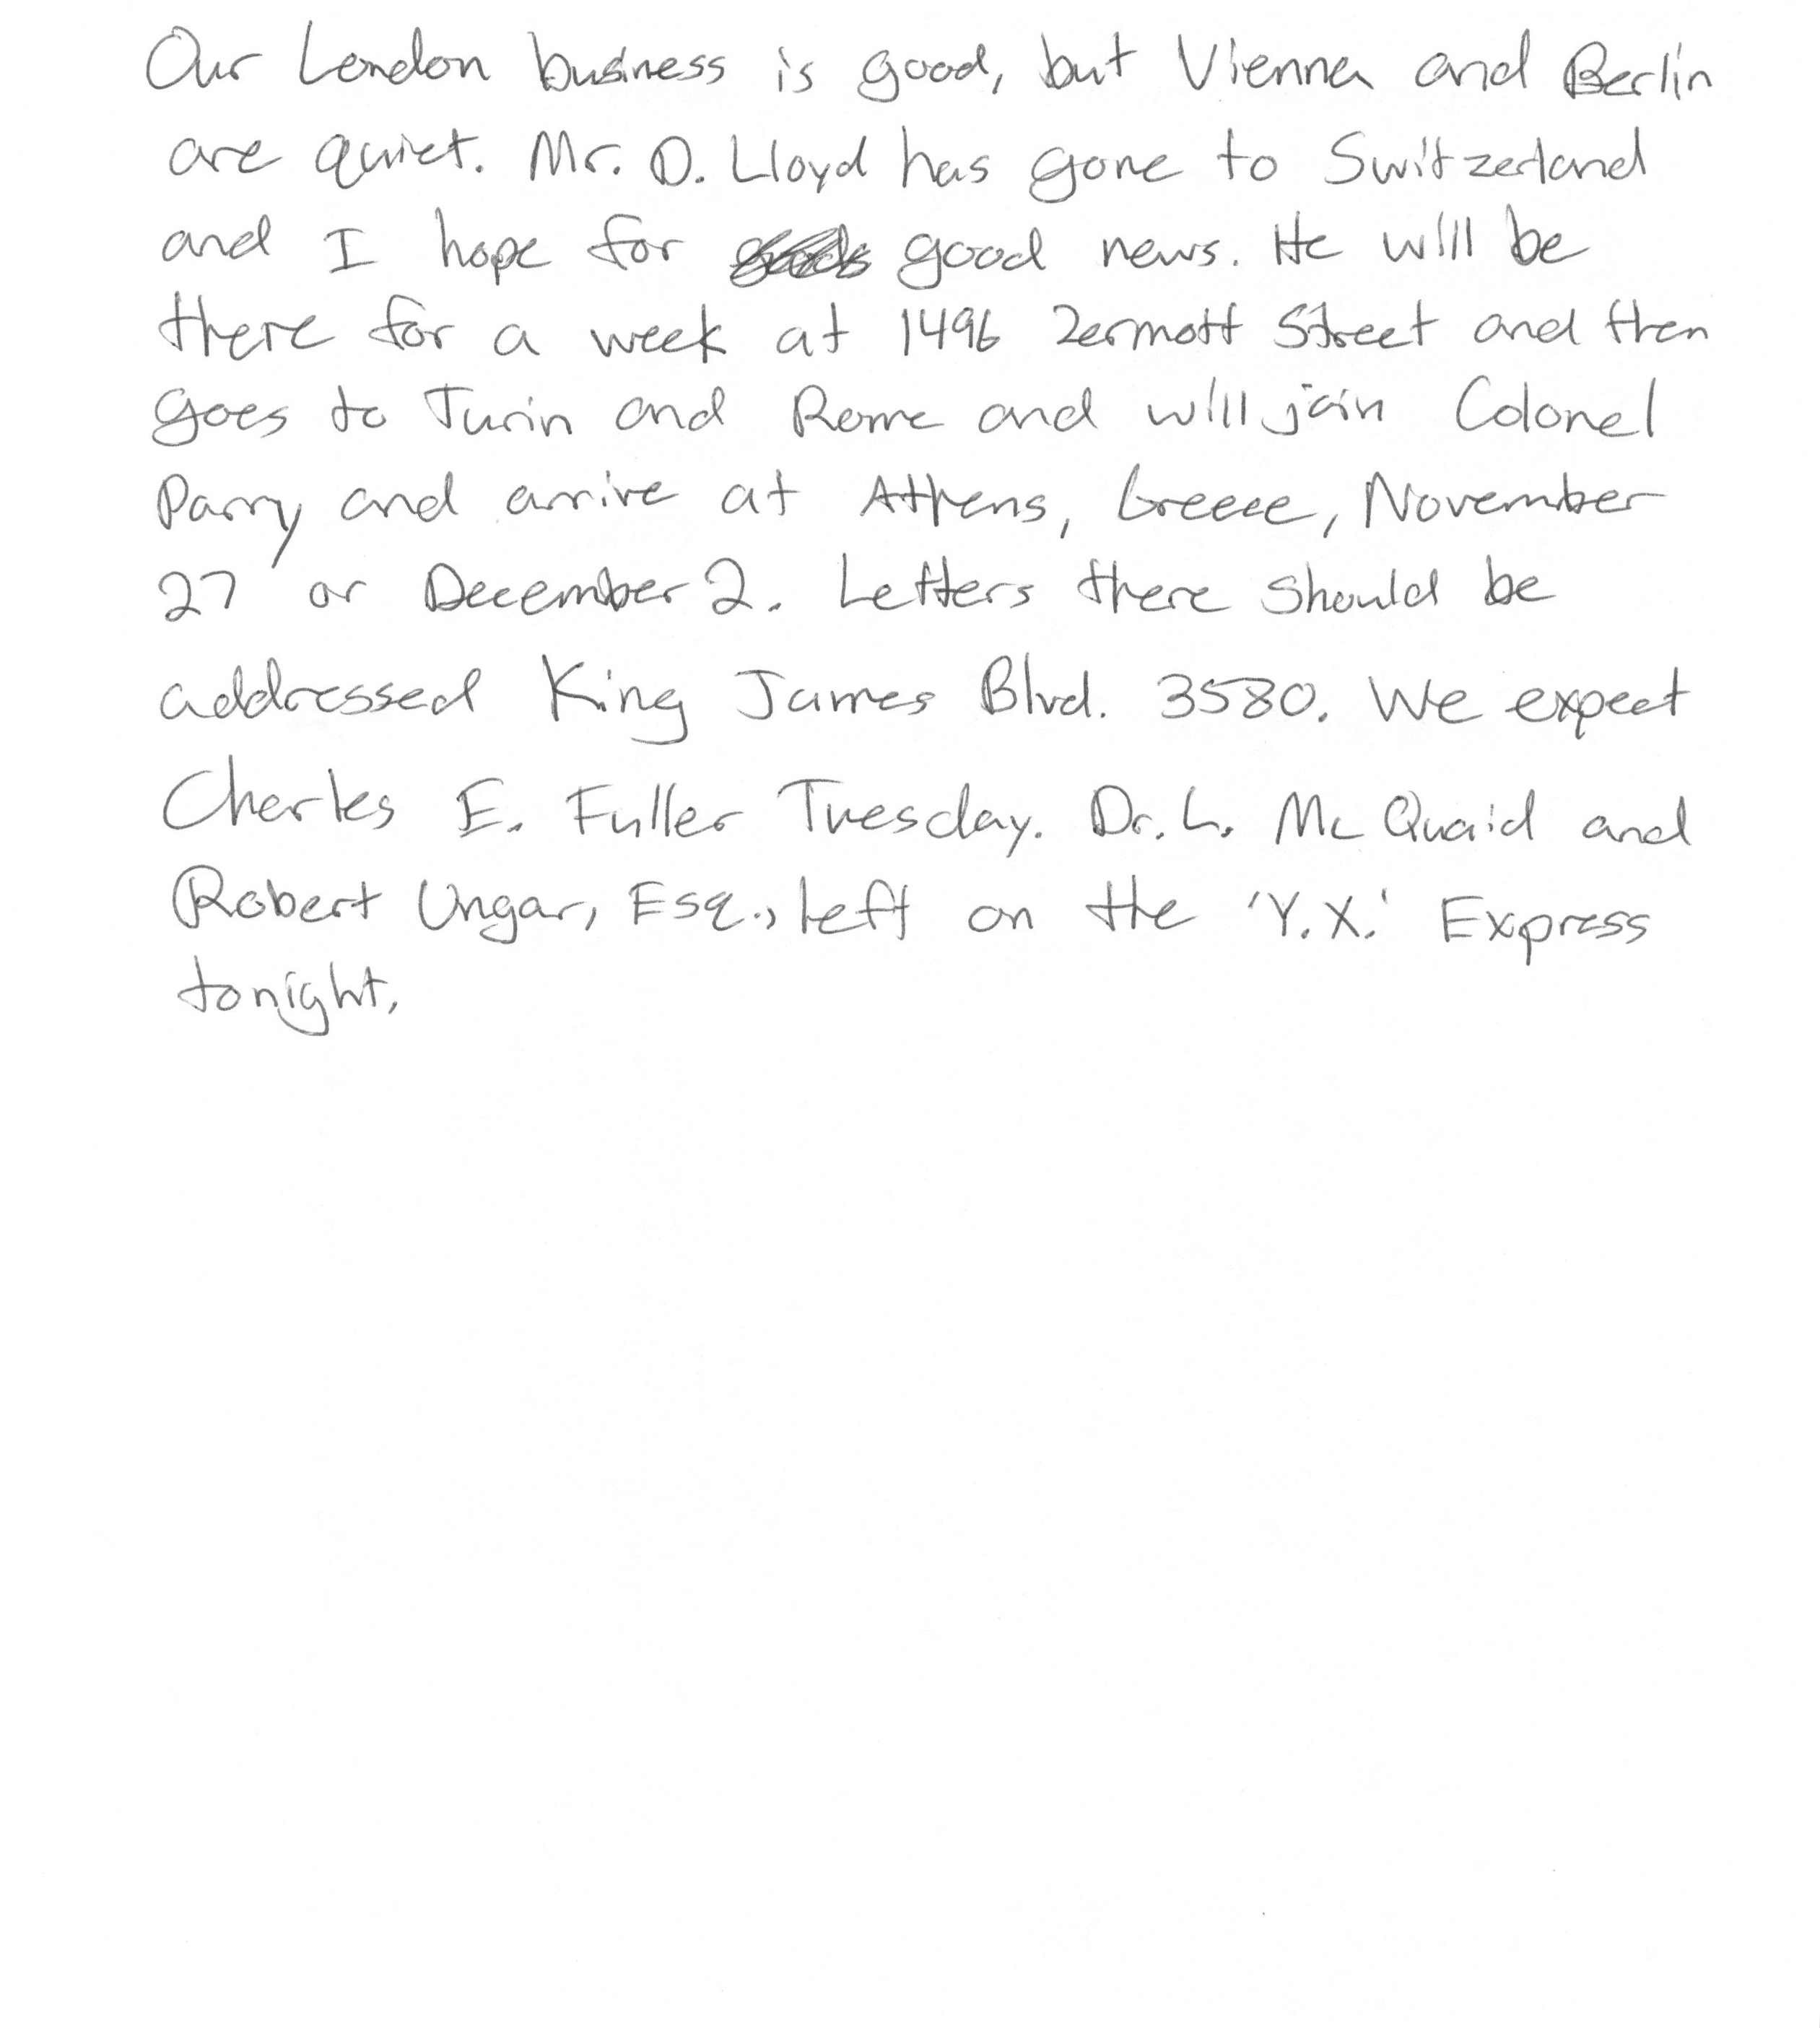 Our London business is good, but Vienna and Berlin
are quiet. Mr. D. Lloyd has gone to Switzerland
and I hope for good news. He will be
there for a week at 1496 Zermott Street and then
goes to Turin and Rome and will join Colonel
Parry and arrive at Athens, Greece, November
27 or December 2. Letters there should be
addressed King James Blvd. 3580. We expect
Charles E. Fuller Tuesday. Dr. L. Mc Quaid and
Robert Ungar, Esq., left on the 'Y.X.' Express
tonight.